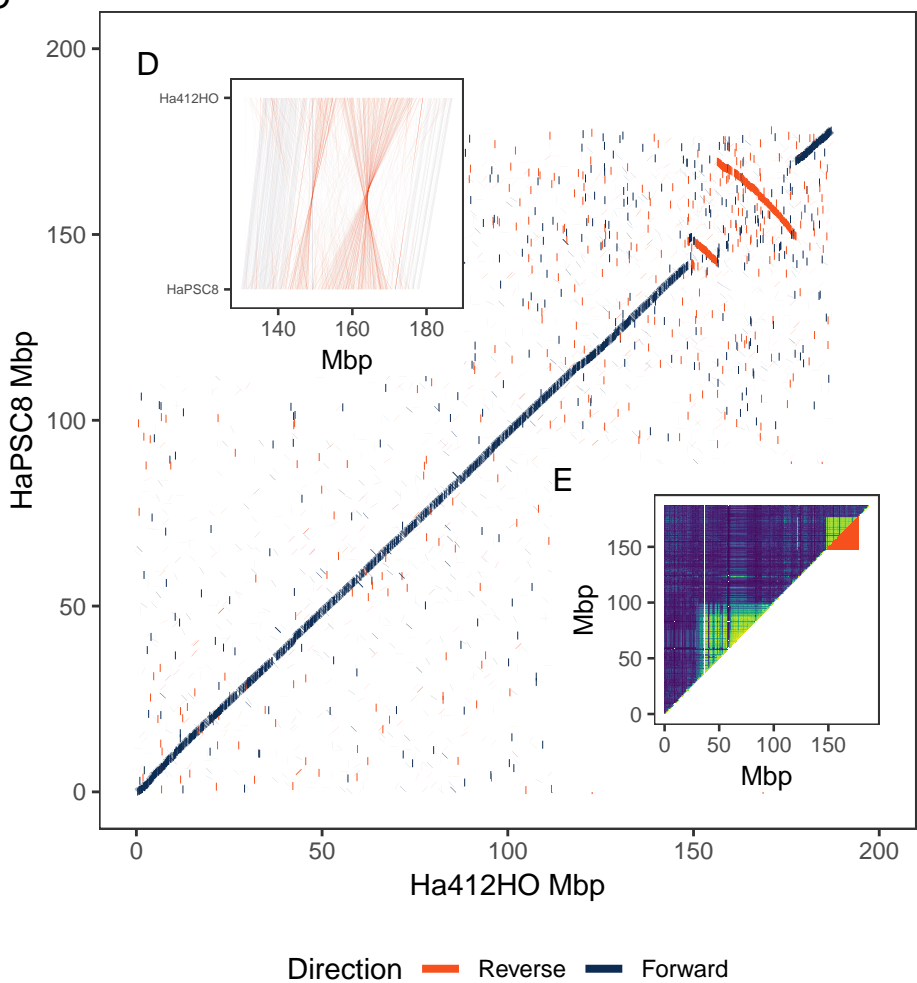 200
150
100
50
0
HaPSC8 Mbp
D
Ha412HO
HaPSC8
140 160 180
Mbp
E
150
100
50
0
Mbp
0 50 100 150
Mbp
0 50 100 150 200
Ha412HO Mbp
Direction Reverse Forward